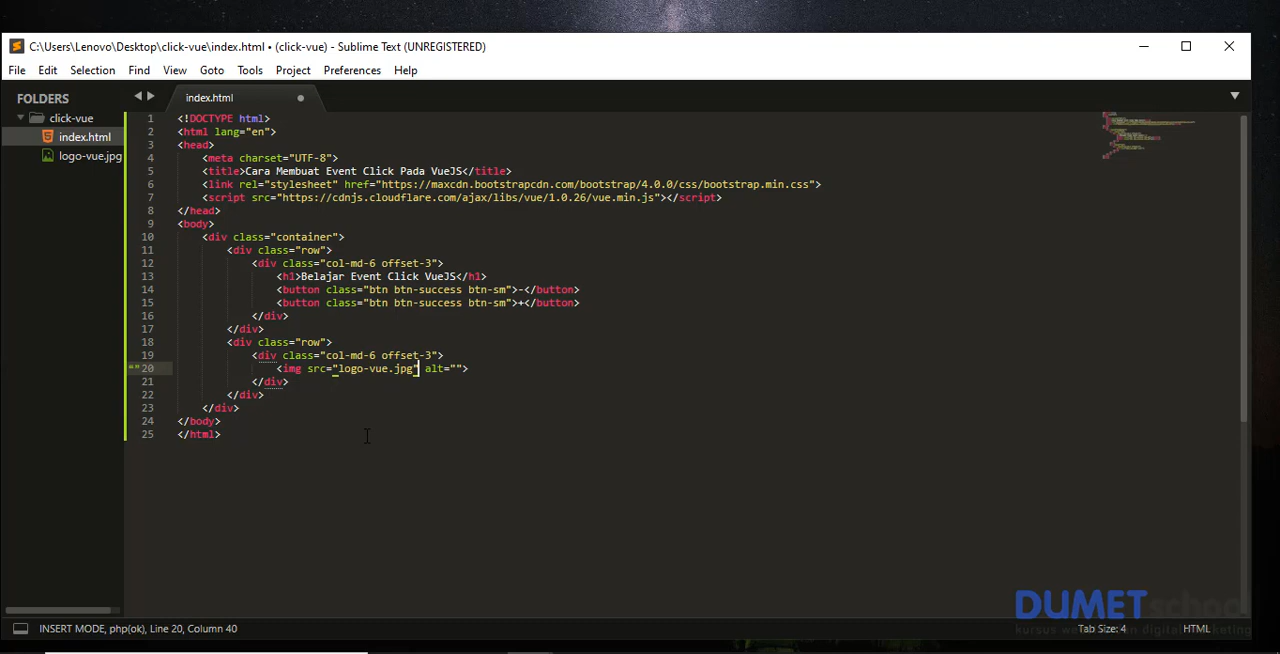 C:\Users\Lenovo\Desktop\click-vue\index.html • (click-vue) - Sublime Text (UNREGISTERED)
File Edit Selection Find View Goto Tools Project Preferences Help
FOLDERS
click-vue
index.html
logo-vue.jpg
index.html
1 <!DOCTYPE html>
2 <html lang="en">
3 <head>
4 <meta charset="UTF-8">
5 <title>Cara Membuat Event Click Pada VueJS</title>
6 <link rel="stylesheet" href="https://maxcdn.bootstrapcdn.com/bootstrap/4.0.0/css/bootstrap.min.css">
7 <script src="https://cdnjs.cloudflare.com/ajax/libs/vue/1.0.26/vue.min.js"></script>
8 </head>
9 <body>
10 <div class="container">
11 <div class="row">
12 <div class="col-md-6 offset-3">
13 <h1>Belajar Event Click VueJS</h1>
14 <button class="btn btn-success btn-sm">-</button>
15 <button class="btn btn-success btn-sm">+</button>
16 </div>
17 </div>
18 <div class="row">
19 <div class="col-md-6 offset-3">
20 <img src="logo-vue.jpg" alt="">
21 </div>
22 </div>
23 </div>
24 </body>
25 </html>
DUMET school
INSERT MODE, php(ok), Line 20, Column 40
Tab Size: 4
HTML